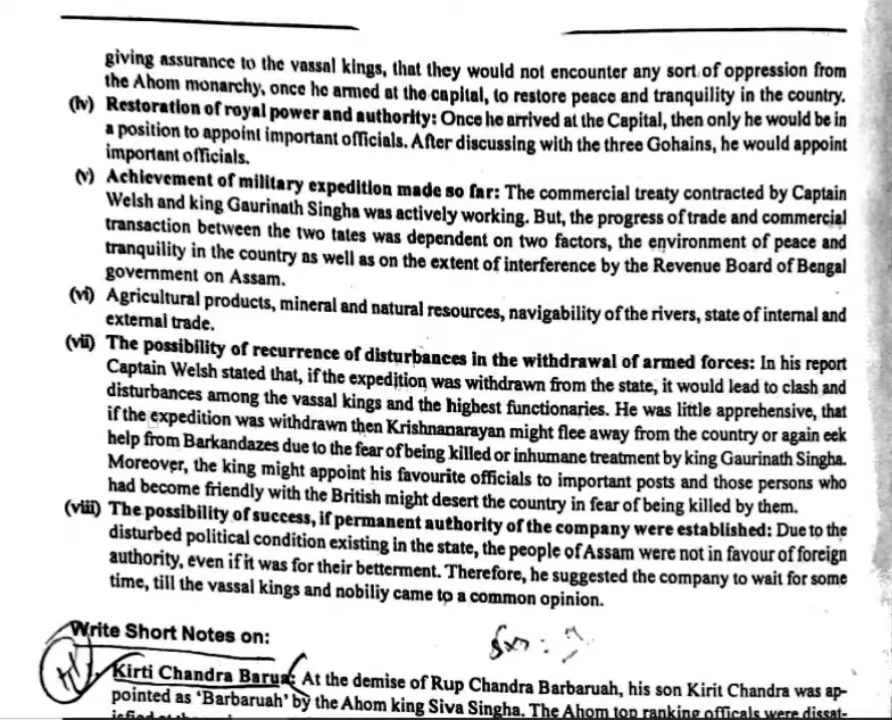 giving assurance to the vassal kings, that they would not encounter any sort of oppression from
the Ahom monarchy, once he armed at the capital, to restore peace and tranquility in the country.
(iv) Restoration of royal power and authority: Once he arrived at the Capital, then only he would be in
a position to appoint important officials. After discussing with the three Gohains, he would appoint
important officials.
(v) Achievement of military expedition made so far: The commercial treaty contracted by Captain
Welsh and king Gaurinath Singha was actively working. But, the progress of trade and commercial
transaction between the two tates was dependent on two factors, the environment of peace and
tranquility in the country as well as on the extent of interference by the Revenue Board of Bengal
government on Assam.
(vi) Agricultural products, mineral and natural resources, navigability of the rivers, state of internal and
external trade.
(vii) The possibility of recurrence of disturbances in the withdrawal of armed forces: In his report
Captain Welsh stated that, if the expedition was withdrawn from the state, it would lead to clash and
disturbances among the vassal kings and the highest functionaries. He was little apprehensive, that
if the expedition was withdrawn then Krishnanarayan might flee away from the country or again eek
help from Barkandazes due to the fear of being killed or inhumane treatment by king Gaurinath Singha.
Moreover, the king might appoint his favourite officials to important posts and those persons who
had become friendly with the British might desert the country in fear of being killed by them.
(viii) The possibility of success, if permanent authority of the company were established: Due to the
disturbed political condition existing in the state, the people of Assam were not in favour of foreign
authority, even if it was for their betterment. Therefore, he suggested the company to wait for some
time, till the vassal kings and nobiliy came to a common opinion.
Write Short Notes on:
Kirti Chandra Barua: At the demise of Rup Chandra Barbaruah, his son Kirit Chandra was ap-
pointed as 'Barbaruah' by the Ahom king Siva Singha. The Ahom top ranking officals were dissat-